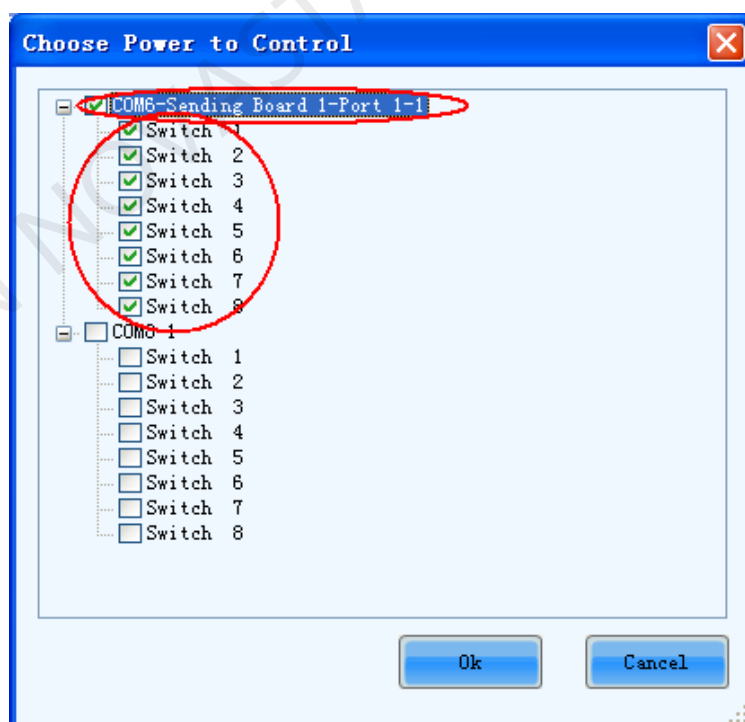 Choose Power to Control
COM6-Sending Board 1-Port 1-1
Switch 1
Switch 2
Switch 3
Switch 4
Switch 5
Switch 6
Switch 7
Switch 8
1
Switch 1
Switch 2
Switch 3
Switch 4
Switch 5
Switch 6
Switch 7
Switch 8
Ok Cancel